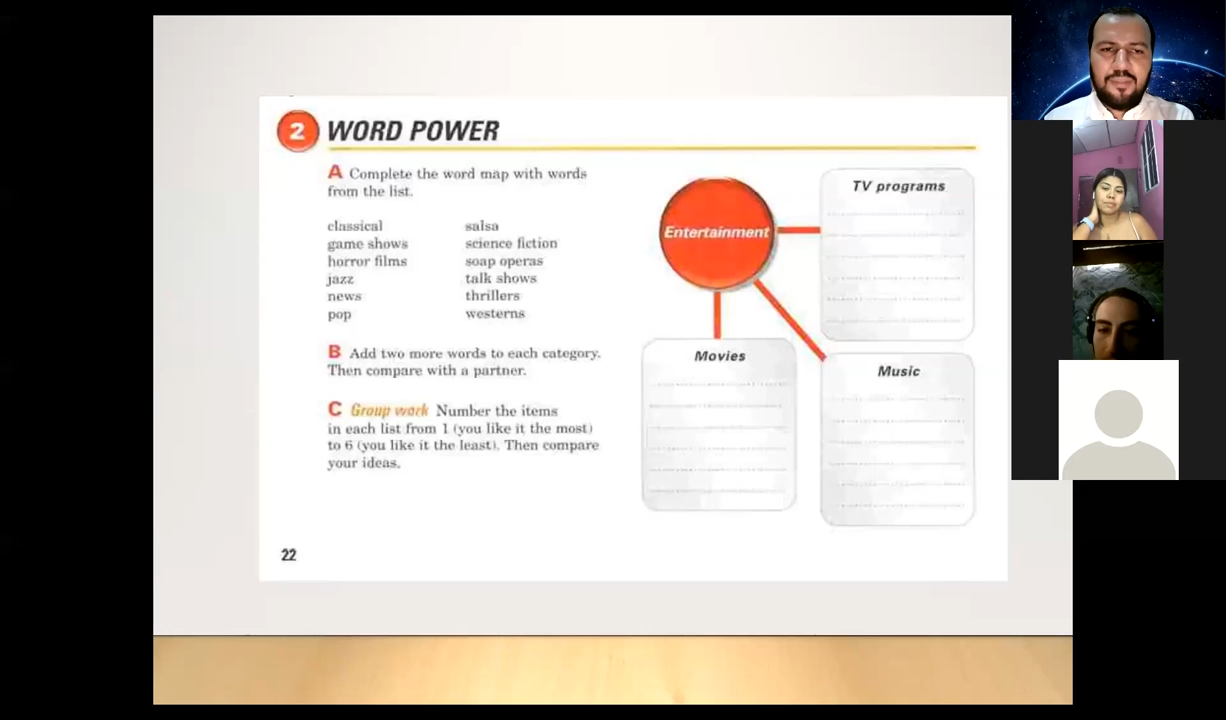 2 WORD POWER
A Complete the word map with words
from the list.
classical salsa
game shows science fiction
horror films soap operas
jazz talk shows
news thrillers
pop westerns
B Add two more words to each category.
Then compare with a partner.
C Group work Number the items
in each list from 1 (you like it the most)
to 6 (you like it the least). Then compare
your ideas.
Entertainment
TV programs
Movies
Music
22